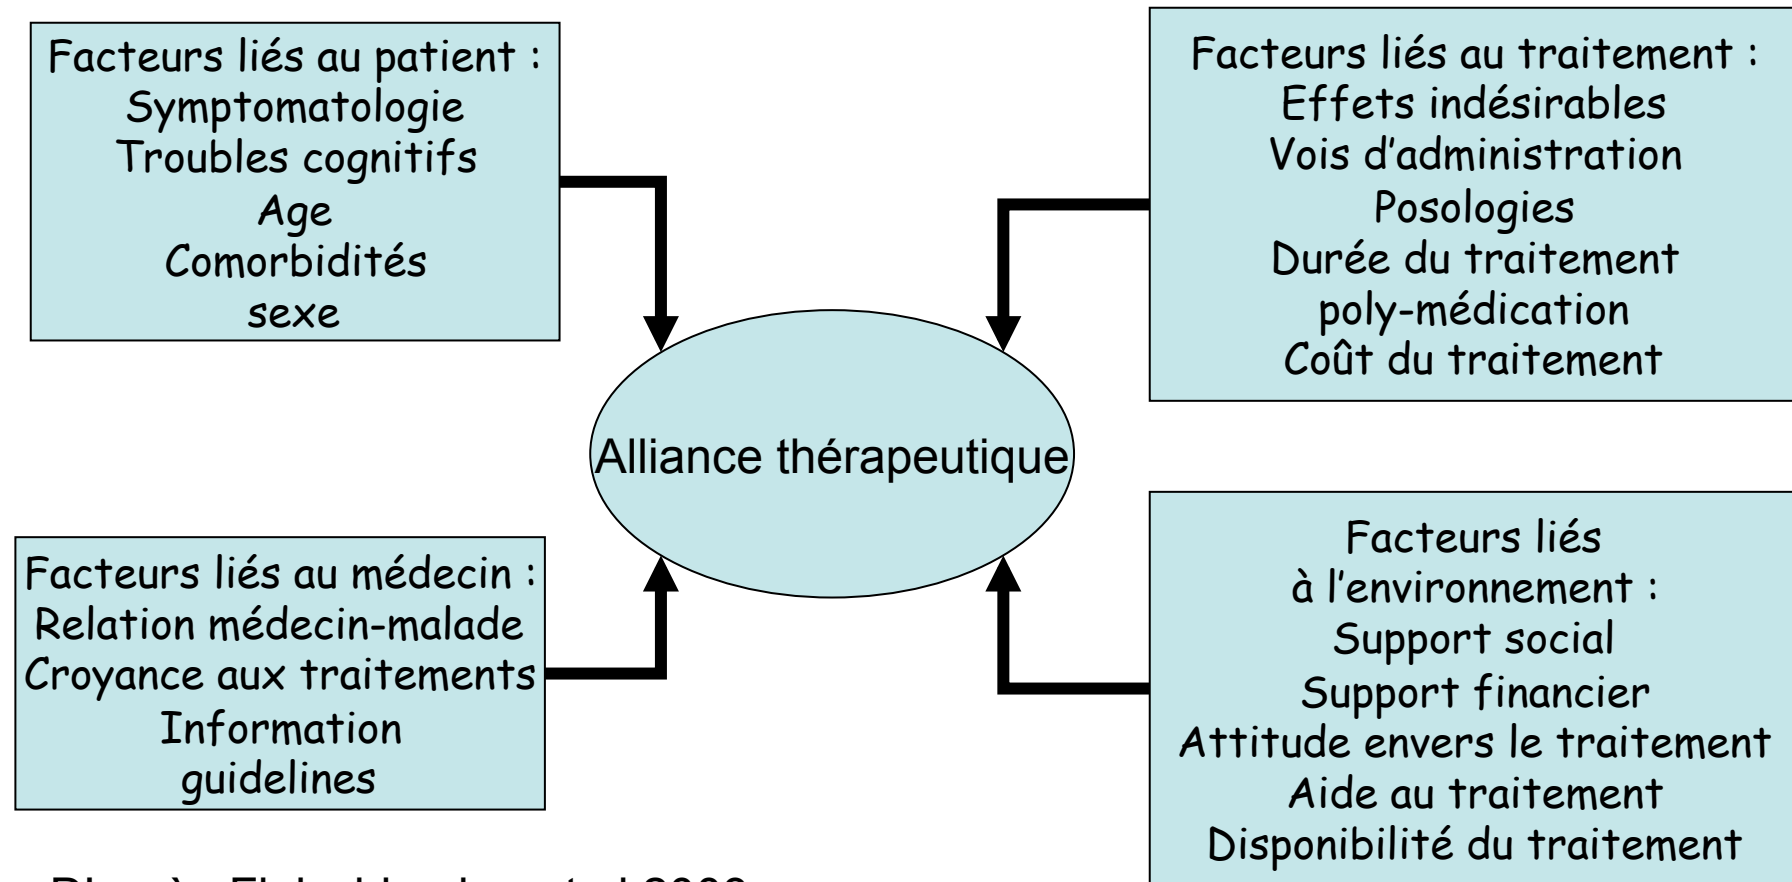 Facteurs liés au patient :
Symptomatologie
Troubles cognitifs
Age
Comorbidités
sexe
Facteurs liés au traitement :
Effets indésirables
Vois d'administration
Posologies
Durée du traitement
poly-médication
Coût du traitement
Alliance thérapeutique
Facteurs liés au médecin :
Relation médecin-malade
Croyance aux traitements
Information
guidelines
Facteurs liés
à l'environnement :
Support social
Support financier
Attitude envers le traitement
Aide au traitement
Disponibilité du traitement